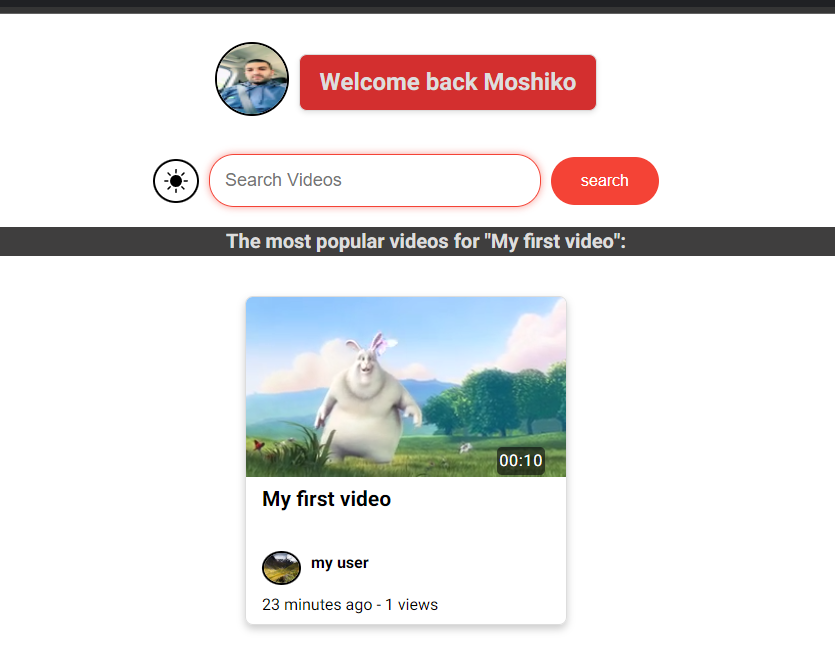 Welcome back Moshiko
Search Videos
search
The most popular videos for "My first video":
00:10
My first video
my user
23 minutes ago - 1 views